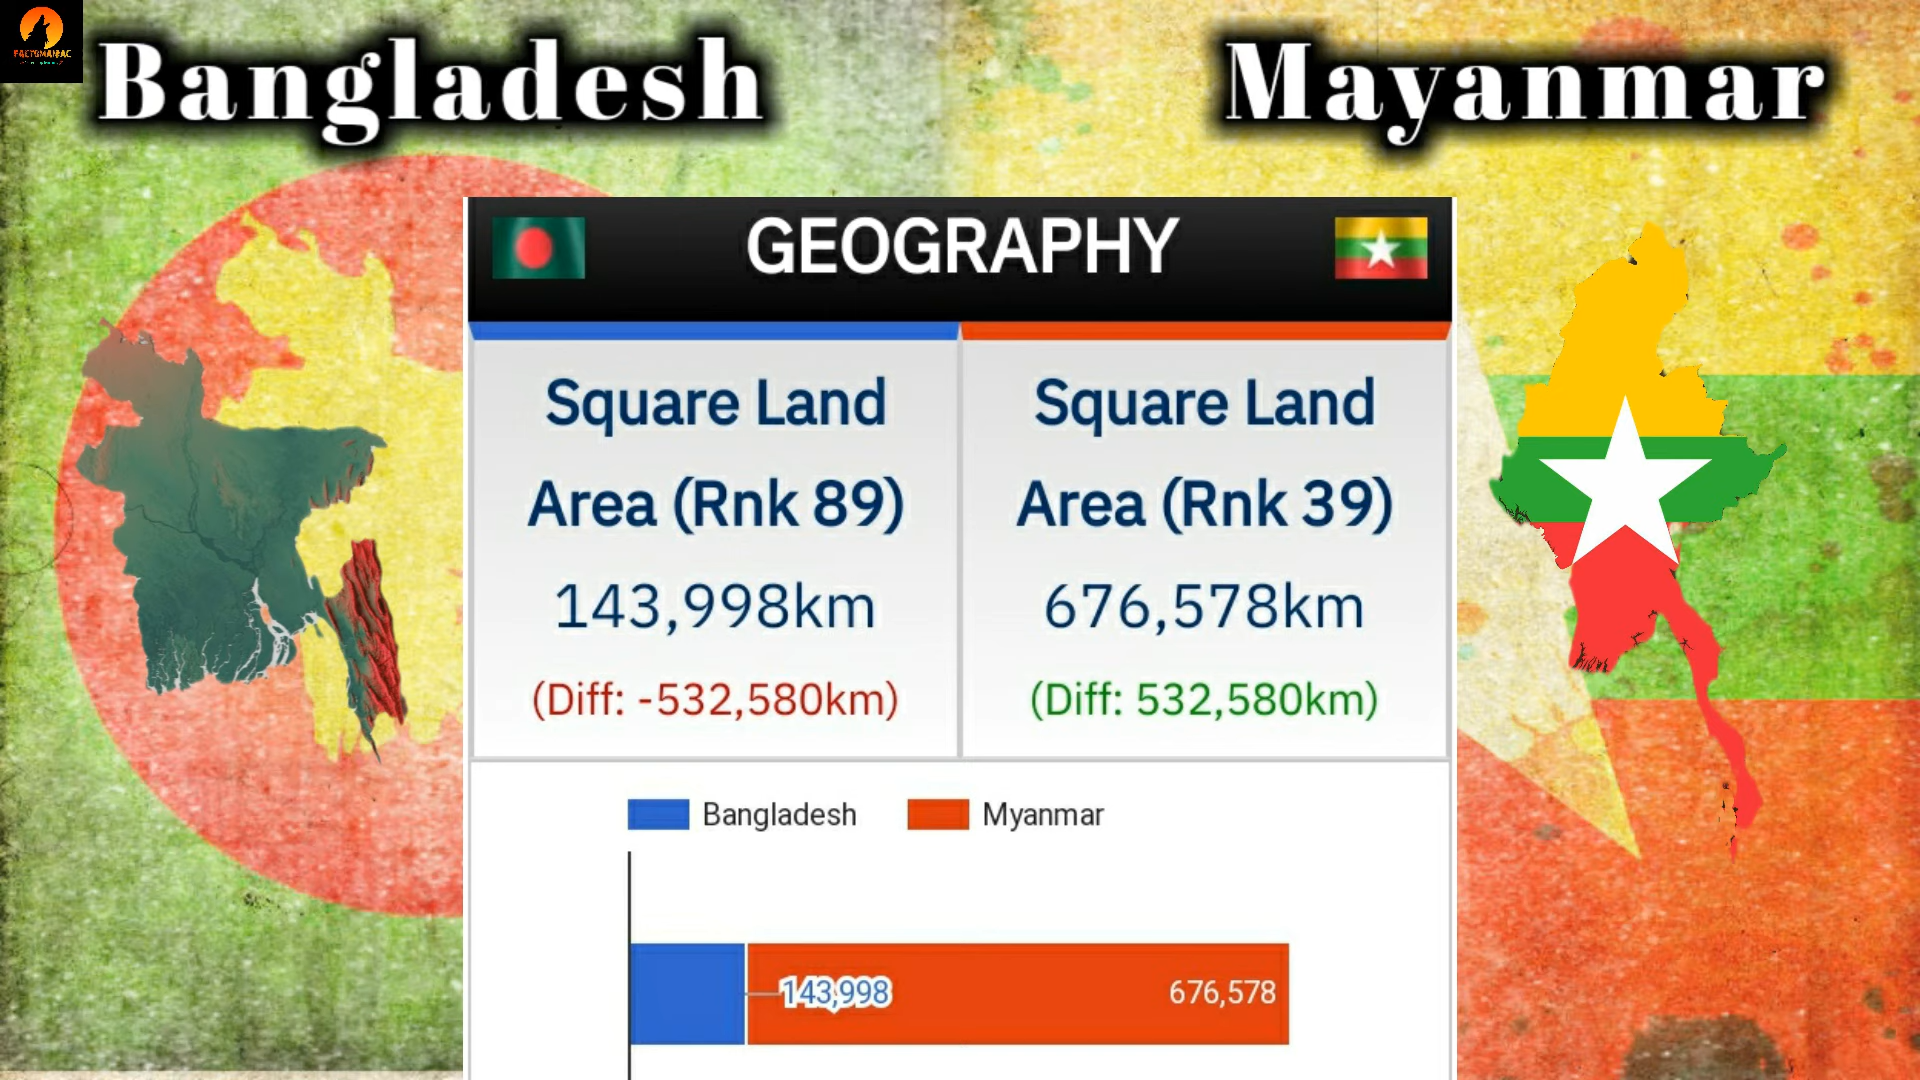 FACTOMANIAC
Bangladesh
Mayanmar
GEOGRAPHY
Square Land
Area (Rnk 89)
143,998km
(Diff: -532,580km)
Square Land
Area (Rnk 39)
676,578km
(Diff: 532,580km)
Bangladesh
Myanmar
143,998
676,578